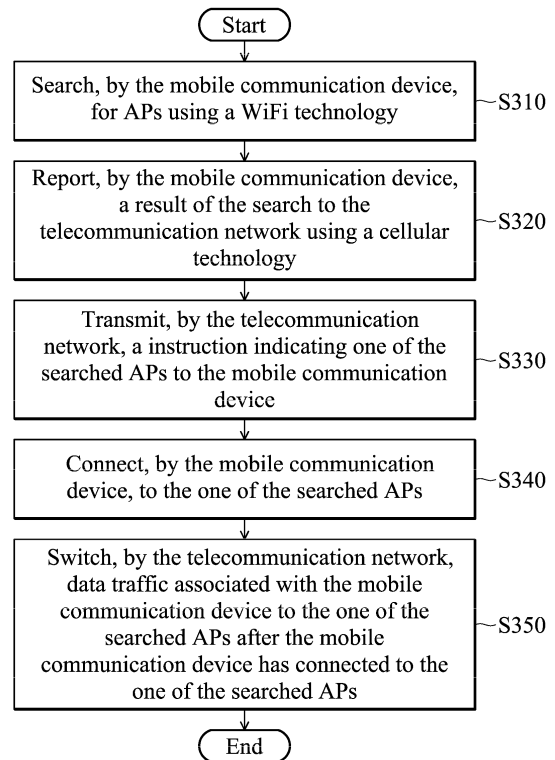 Start
Search, by the mobile communication device,
for APs using a WiFi technology
S310
Report, by the mobile communication device,
a result of the search to the
telecommunication network using a cellular
technology
S320
Transmit, by the telecommunication
network, a instruction indicating one of the
searched APs to the mobile communication
device
S330
Connect, by the mobile communication
device, to the one of the searched APs
S340
Switch, by the telecommunication network,
data traffic associated with the mobile
communication device to the one of the
searched APs after the mobile
communication device has connected to the
one of the searched APs
S350
End